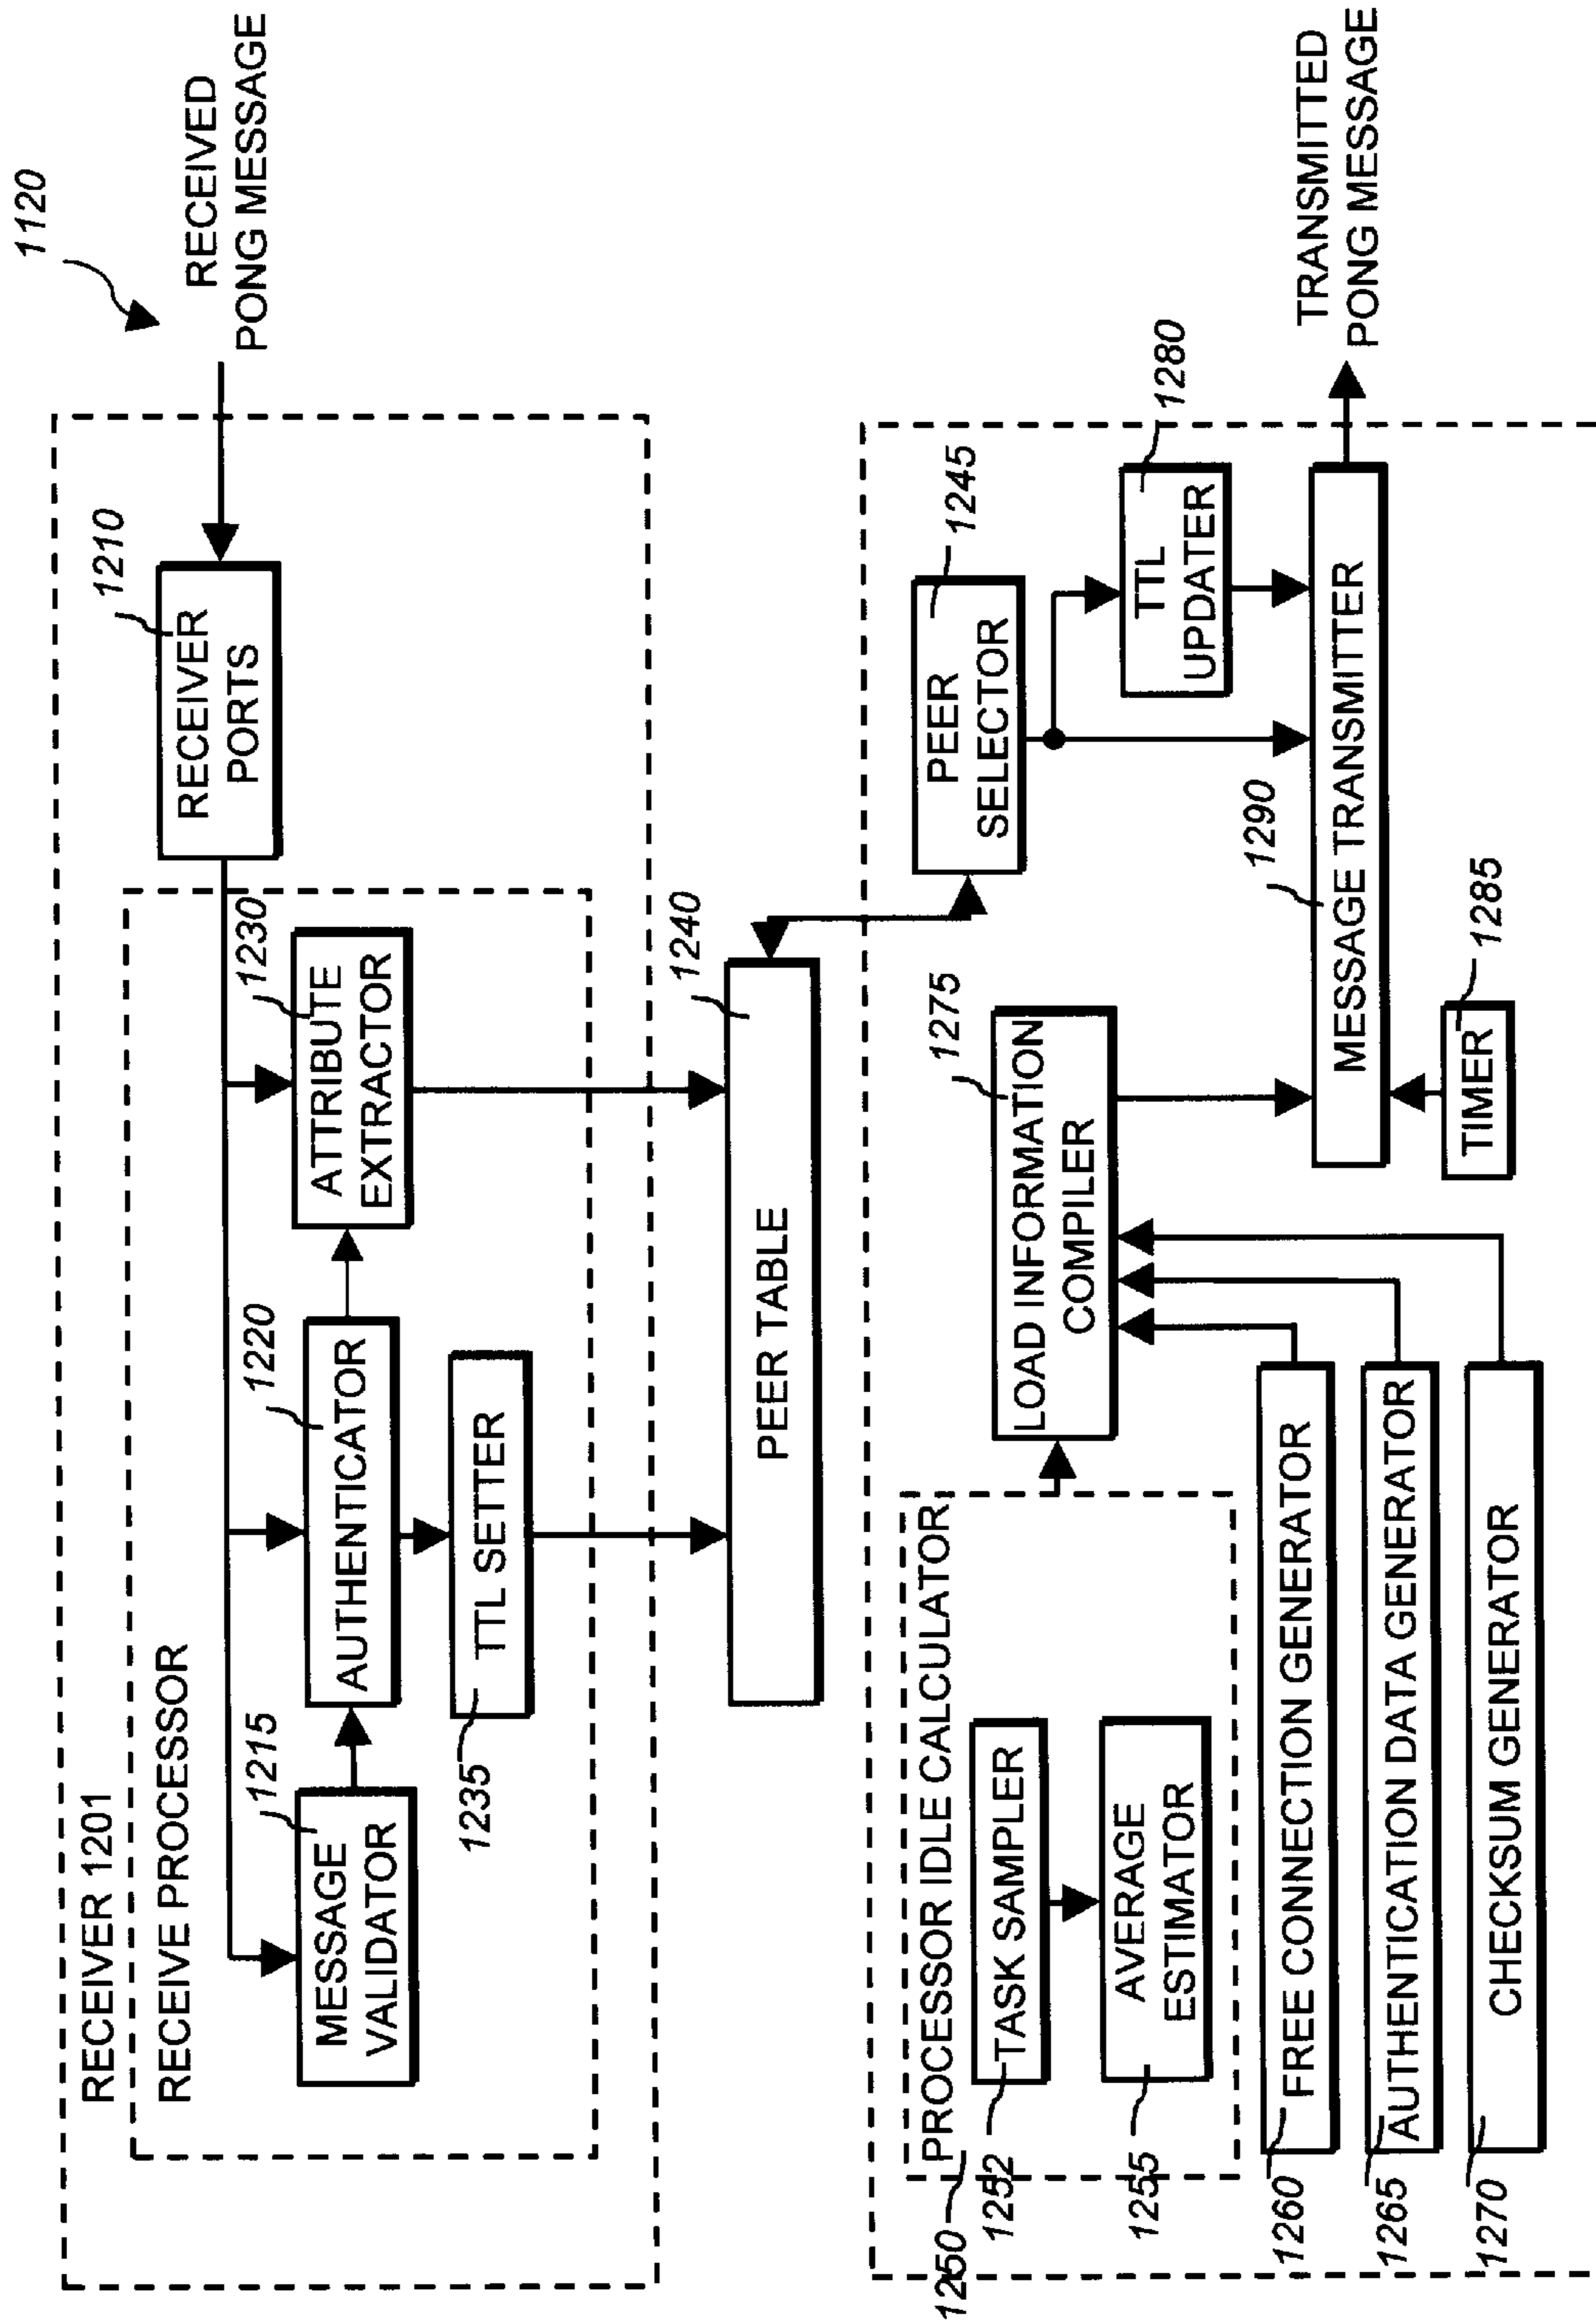 1120
RECEIVED
PONG MESSAGE
RECEIVER 1201
RECEIVE PROCESSOR
1210
RECEIVER
PORTS
1215
MESSAGE
VALIDATOR
1220
AUTHENTICATOR
1230
ATTRIBUTE
EXTRACTOR
1235
TTL SETTER
1240
PEER TABLE
1245
PEER
SELECTOR
1280
TTL
UPDATER
TRANSMITTED
PONG MESSAGE
1250
PROCESSOR IDLE CALCULATOR
1252
TASK SAMPLER
1255
AVERAGE
ESTIMATOR
1275
LOAD INFORMATION
COMPILER
1290
MESSAGE TRANSMITTER
1285
TIMER
1260
FREE CONNECTION GENERATOR
1265
AUTHENTICATION DATA GENERATOR
1270
CHECKSUM GENERATOR